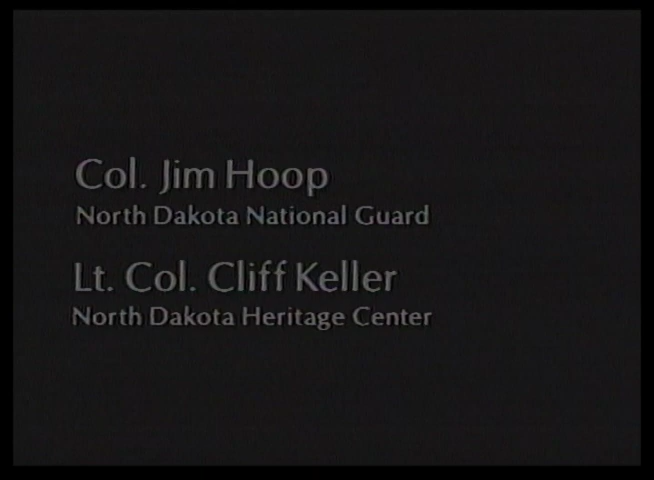 Col. Jim Hoop
North Dakota National Guard
Lt. Col. Cliff Keller
North Dakota Heritage Center